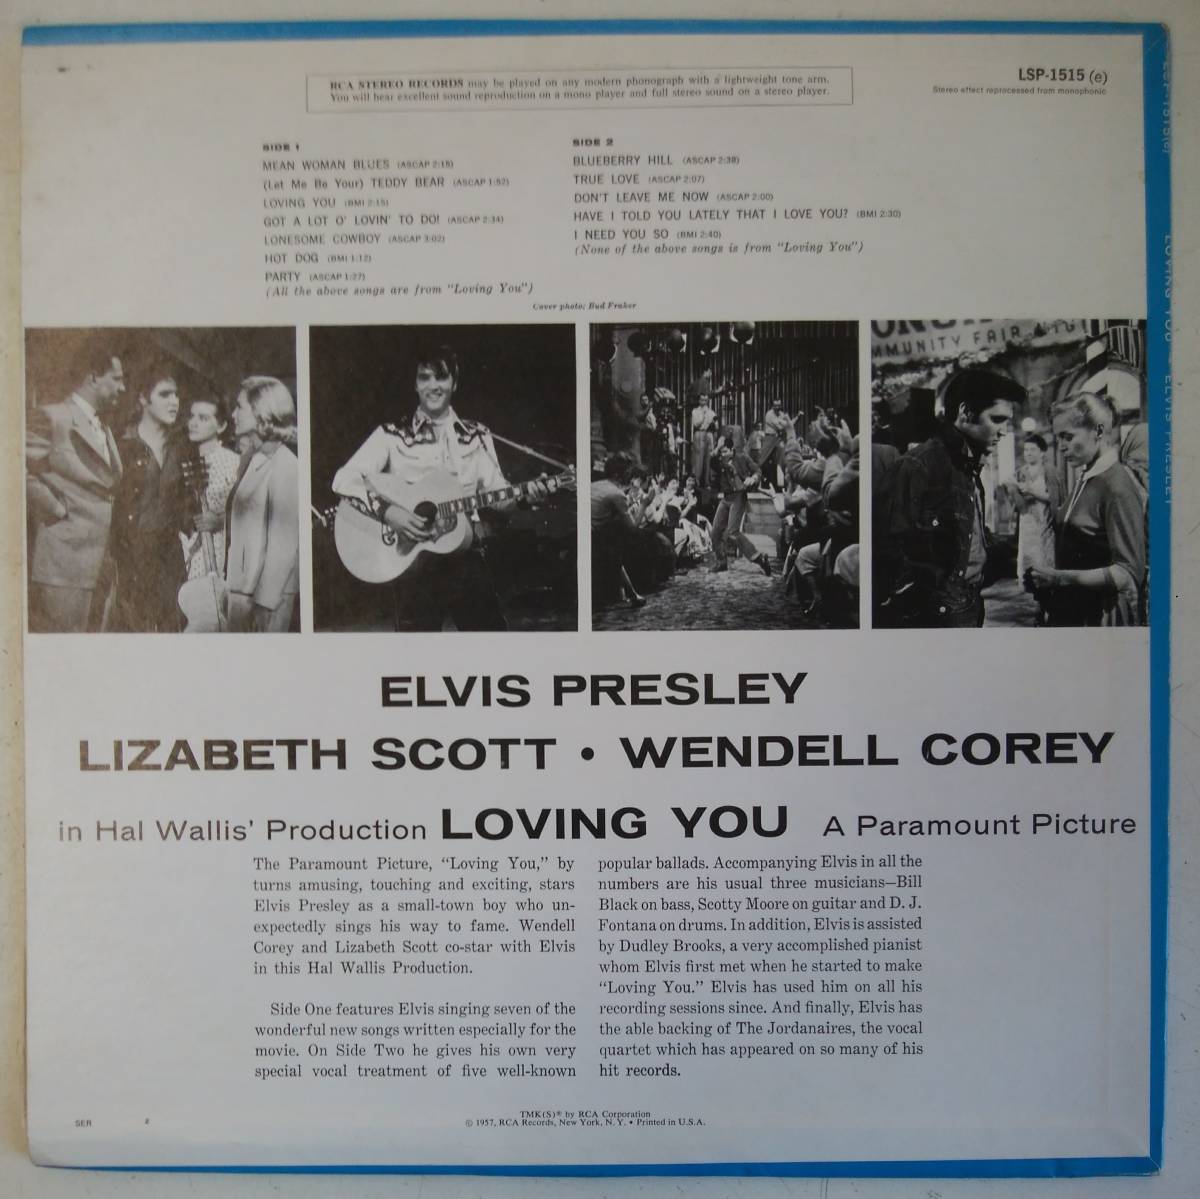 RCA STEREO RECORDS may be played on any modern phonograph with a lightweight tone arm.
You will hear excellent sound reproduction on a mono player and full stereo sound on a stereo player.
LSP-1515 (e)
Stereo effect reprocessed from monophonic
SIDE 1
MEAN WOMAN BLUES (ASCAP 2:15)
(Let Me Be Your) TEDDY BEAR (ASCAP 1:52)
LOVING YOU (BMI 2:15)
GOT A LOT O' LOVIN' TO DO! (ASCAP 2:34)
LONESOME COWBOY (ASCAP 3:02)
HOT DOG (BMI 1:12)
PARTY (ASCAP 1:27)
(All the above songs are from "Loving You")
SIDE 2
BLUEBERRY HILL (ASCAP 2:38)
TRUE LOVE (ASCAP 2:07)
DON'T LEAVE ME NOW (ASCAP 2:00)
HAVE I TOLD YOU LATELY THAT I LOVE YOU? (BMI 2:30)
I NEED YOU SO (BMI 2:40)
(None of the above songs is from "Loving You")
Cover photo: Bud Fraker
MMUNITY FAIR
ELVIS PRESLEY
LIZABETH SCOTT • WENDELL COREY
in Hal Wallis' Production LOVING YOU A Paramount Picture
The Paramount Picture, "Loving You," by
turns amusing, touching and exciting, stars
Elvis Presley as a small-town boy who un-
expectedly sings his way to fame. Wendell
Corey and Lizabeth Scott co-star with Elvis
in this Hal Wallis Production.
Side One features Elvis singing seven of the
wonderful new songs written especially for the
movie. On Side Two he gives his own very
special vocal treatment of five well-known
popular ballads. Accompanying Elvis in all the
numbers are his usual three musicians—Bill
Black on bass, Scotty Moore on guitar and D. J.
Fontana on drums. In addition, Elvis is assisted
by Dudley Brooks, a very accomplished pianist
whom Elvis first met when he started to make
"Loving You." Elvis has used him on all his
recording sessions since. And finally, Elvis has
the able backing of The Jordanaires, the vocal
quartet which has appeared on so many of his
hit records.
SER 2
TMK(S)® by RCA Corporation
© 1957, RCA Records, New York, N. Y. • Printed in U.S.A.
LSP-1515(e) LOVING YOU — ELVIS PRESLEY